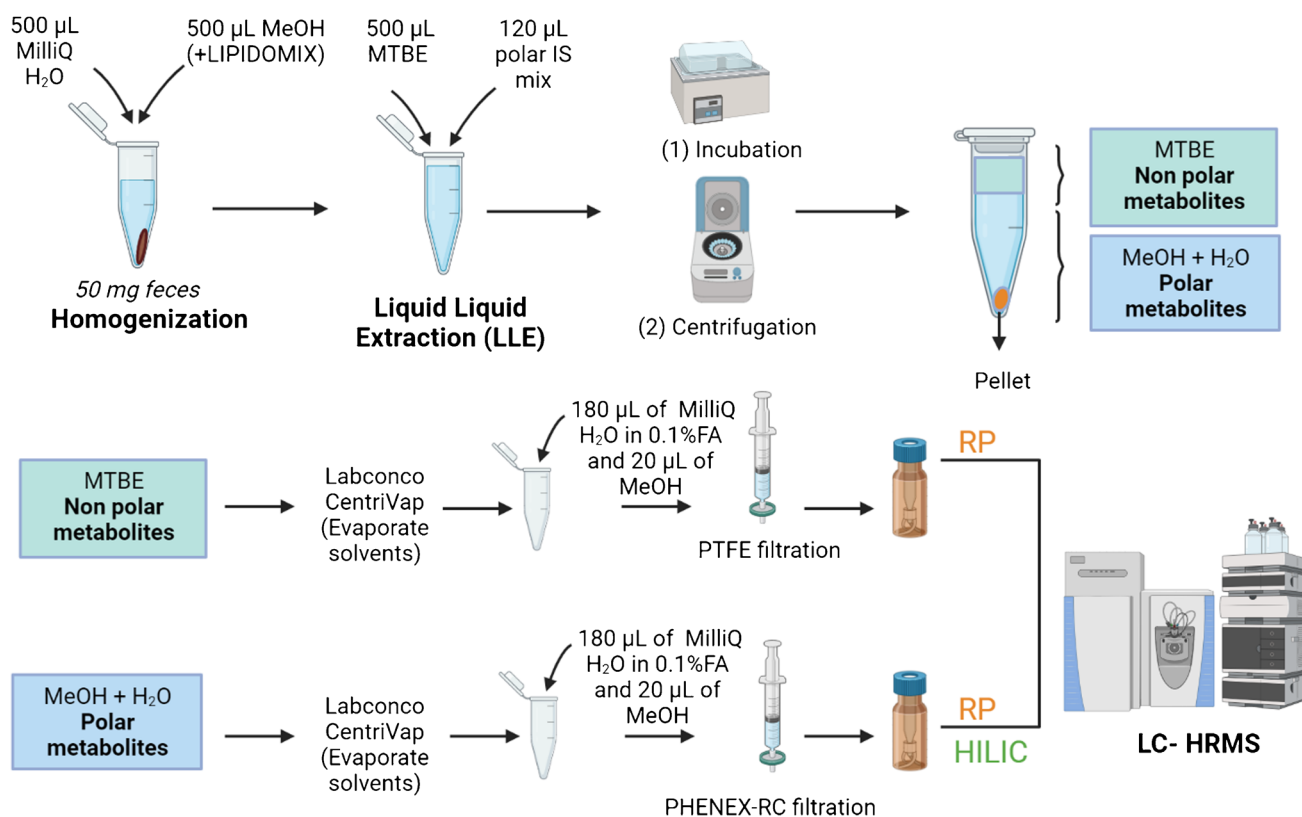 500 µL
MilliQ
H₂O
500 µL MeOH
(+LIPIDOMIX)
500 µL
MTBE
120 µL
polar IS
mix
50 mg feces
Homogenization
Liquid Liquid
Extraction (LLE)
(1) Incubation
(2) Centrifugation
MTBE
Non polar
metabolites
MeOH + H₂O
Polar
metabolites
Pellet
MTBE
Non polar
metabolites
Labconco
CentriVap
(Evaporate
solvents)
180 µL of MilliQ
H₂O in 0.1%FA
and 20 µL of
MeOH
PTFE filtration
RP
MeOH + H₂O
Polar
metabolites
Labconco
CentriVap
(Evaporate
solvents)
180 µL of MilliQ
H₂O in 0.1%FA
and 20 µL of
MeOH
PHENEX-RC filtration
RP
HILIC
LC- HRMS